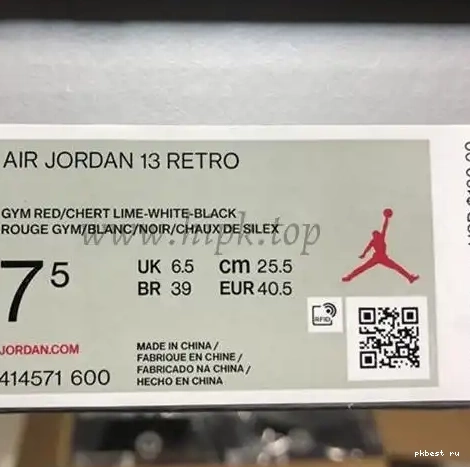 AIR JORDAN 13 RETRO
GYM RED/CHERT LIME-WHITE-BLACK
ROUGE GYM/BLANC/NOIR/CHAUX DE SILEX
www.hipk.top
7 5
UK 6.5 cm 25.5
BR 39 EUR 40.5
RFID
JORDAN.COM
414571 600
MADE IN CHINA /
FABRIQUE EN CHINE /
FABRICADO NA CHINA /
HECHO EN CHINA
pkbest ru